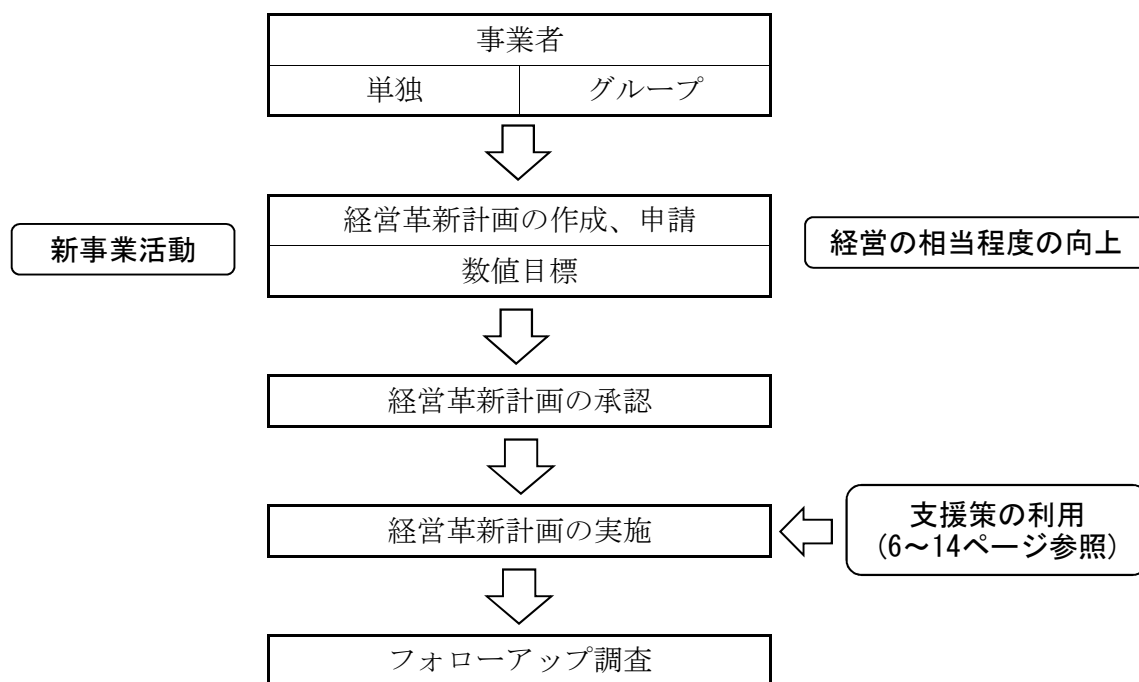 事業者
単独
グループ
経営革新計画の作成、申請
新事業活動
経営の相当程度の向上
数値目標
経営革新計画の承認
経営革新計画の実施
支援策の利用
(6～14ページ参照)
フォローアップ調査